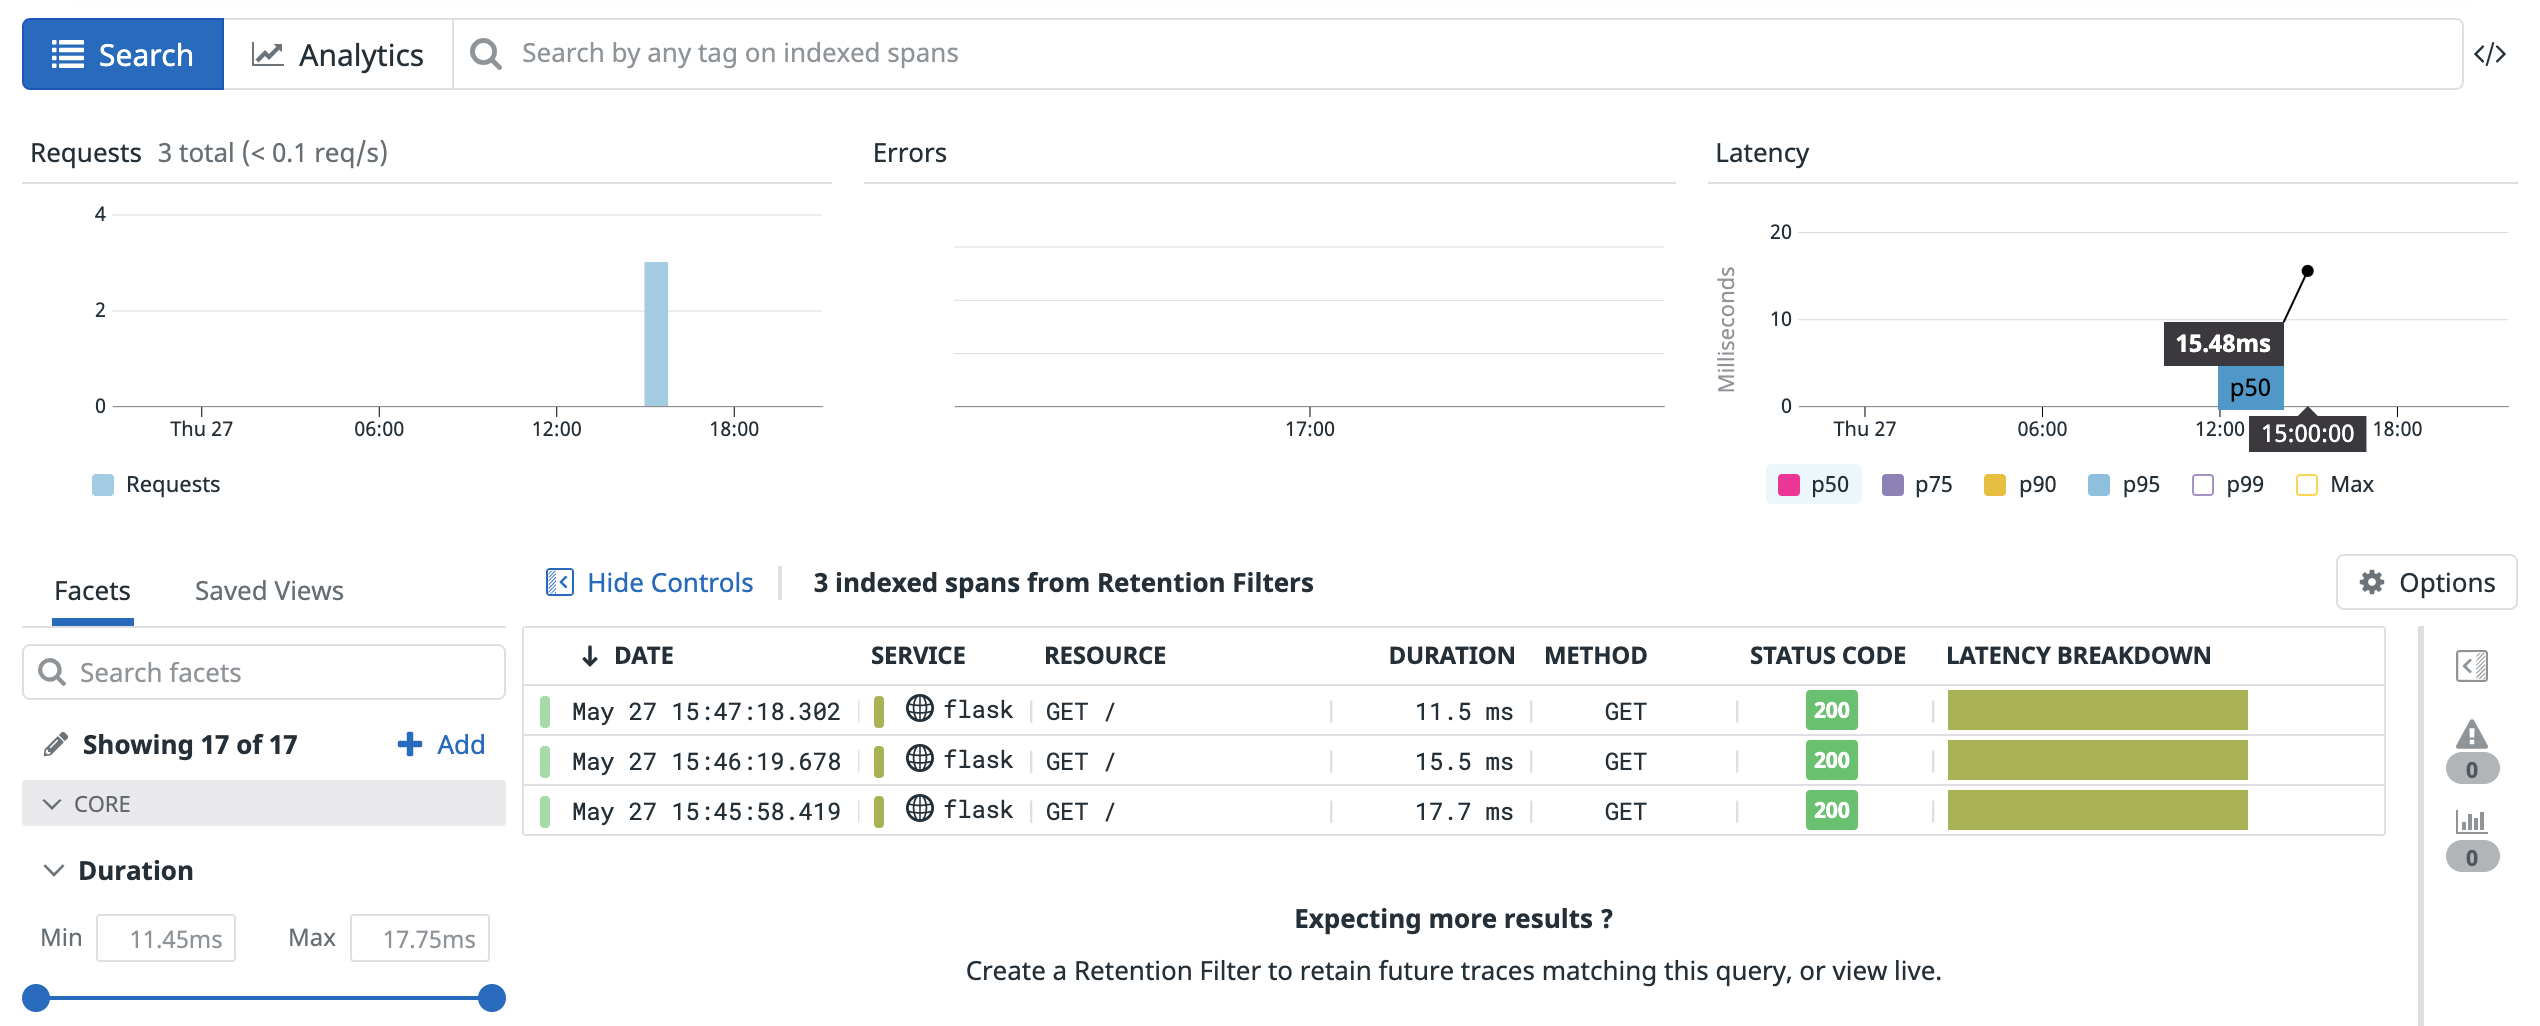 Search
Analytics
Search by any tag on indexed spans
</>
Requests 3 total (< 0.1 req/s)
4
2
0
Thu 27 06:00 12:00 18:00
Requests
Errors
17:00
Latency
Milliseconds
20
10
0
15.48ms
p50
Thu 27 06:00 12:00 15:00:00 18:00
p50 p75 p90 p95 p99 Max
Facets Saved Views
Search facets
Showing 17 of 17 Add
CORE
Duration
Min 11.45ms Max 17.75ms
Hide Controls
3 indexed spans from Retention Filters
Options
DATE SERVICE RESOURCE DURATION METHOD STATUS CODE LATENCY BREAKDOWN
May 27 15:47:18.302 flask GET / 11.5 ms GET 200
May 27 15:46:19.678 flask GET / 15.5 ms GET 200
May 27 15:45:58.419 flask GET / 17.7 ms GET 200
Expecting more results ?
Create a Retention Filter to retain future traces matching this query, or view live.
0
0